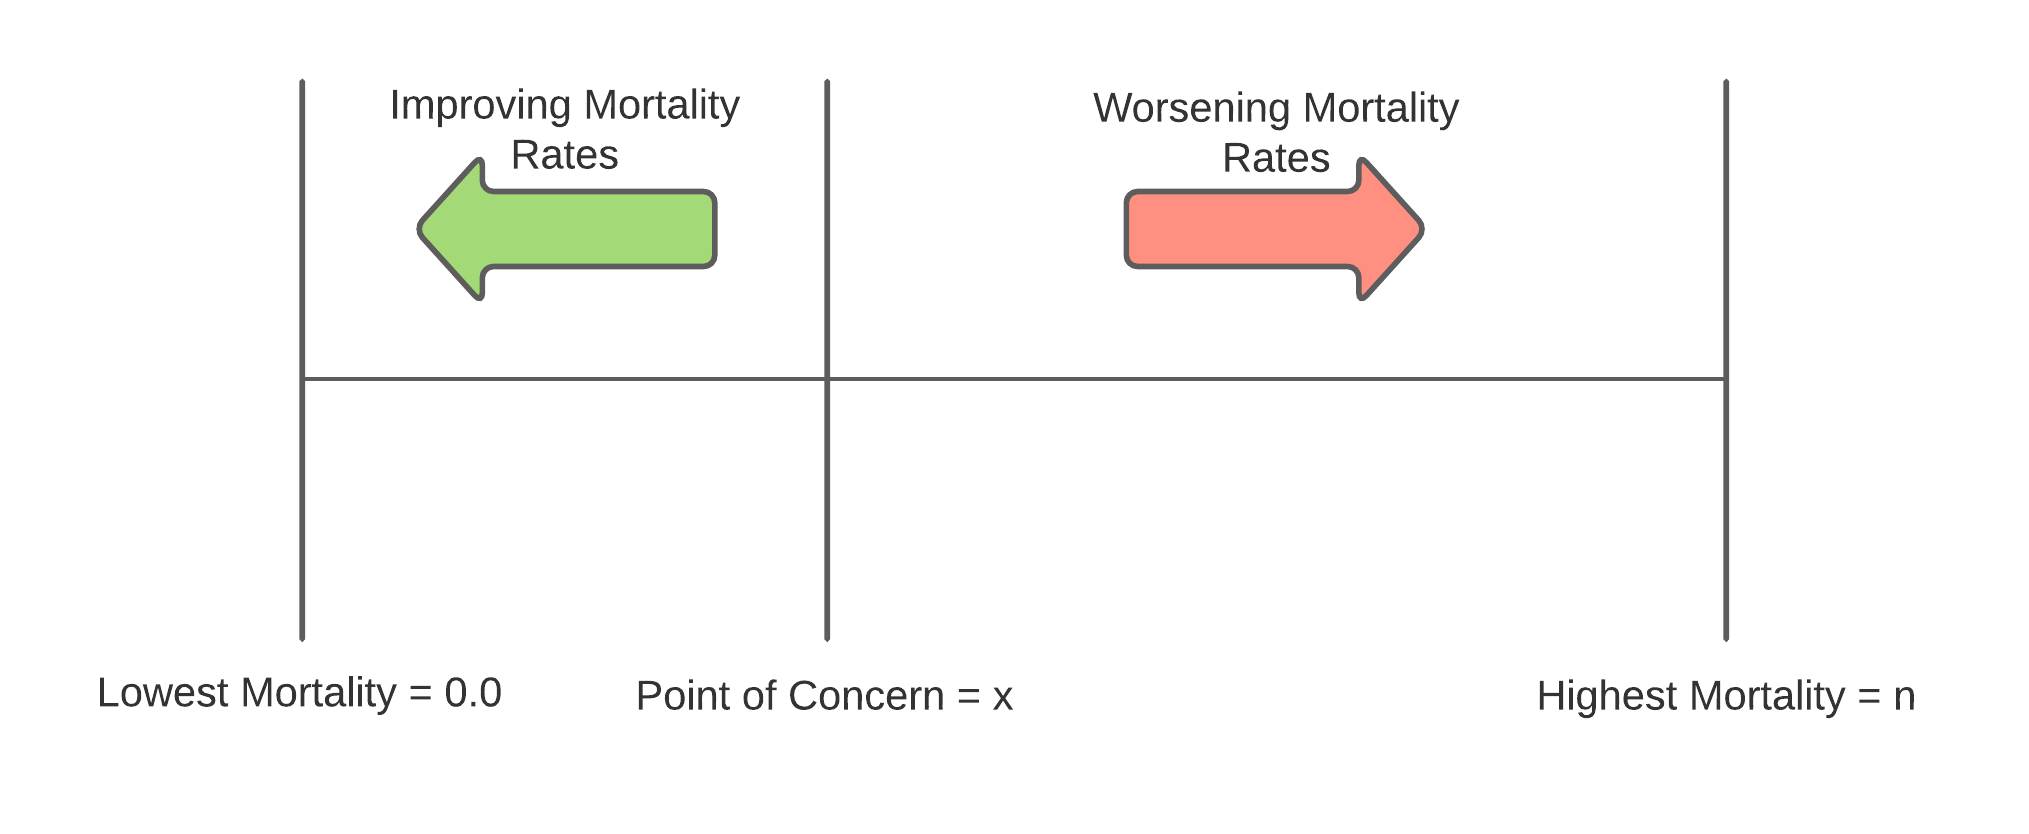 Improving Mortality
Rates
Worsening Mortality
Rates
Lowest Mortality = 0.0
Point of Concern = x
Highest Mortality = n